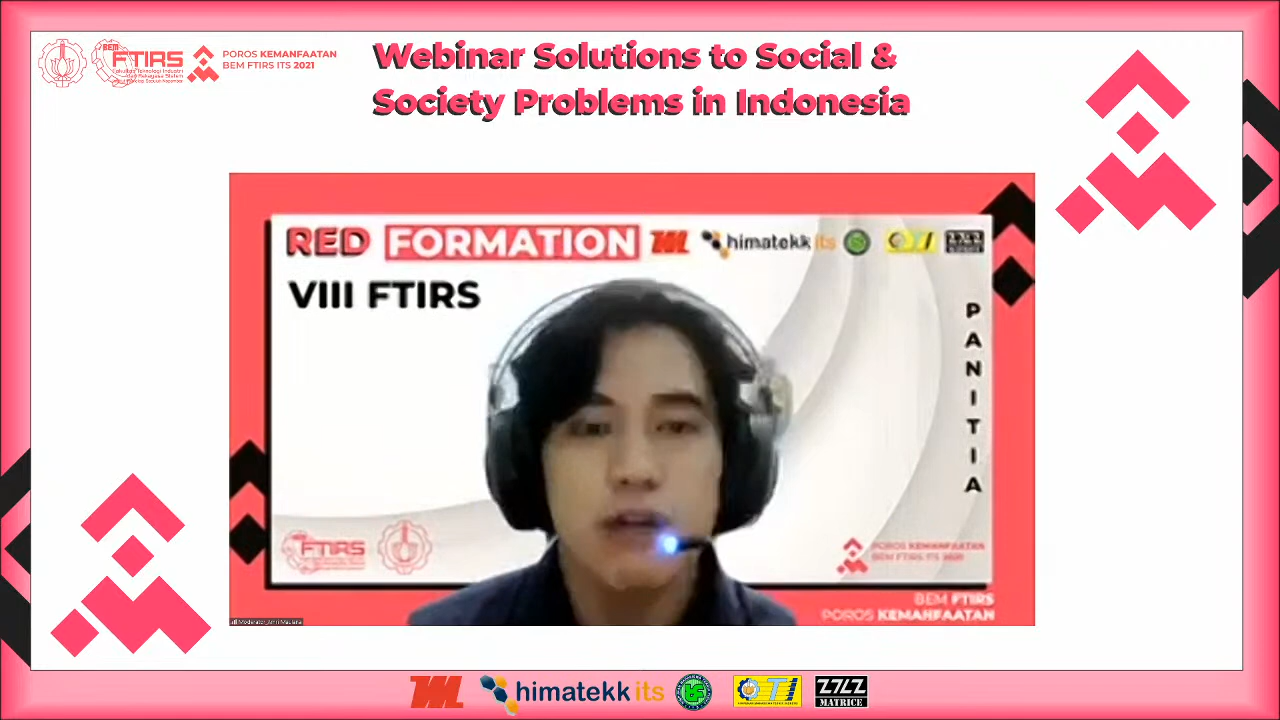 BEM
FTIRS
POROS KEMANFAATAN
BEM FTIRS ITS 2021
Webinar Solutions to Social &
Society Problems in Indonesia
RED FORMATION
himatekk its
VIII FTIRS
PANITIA
FTIRS
POROS KEMANFAATAN
BEM FTIRS ITS 2021
BEM FTIRS
POROS KEMANFAATAN
himatekk its
MATRICE